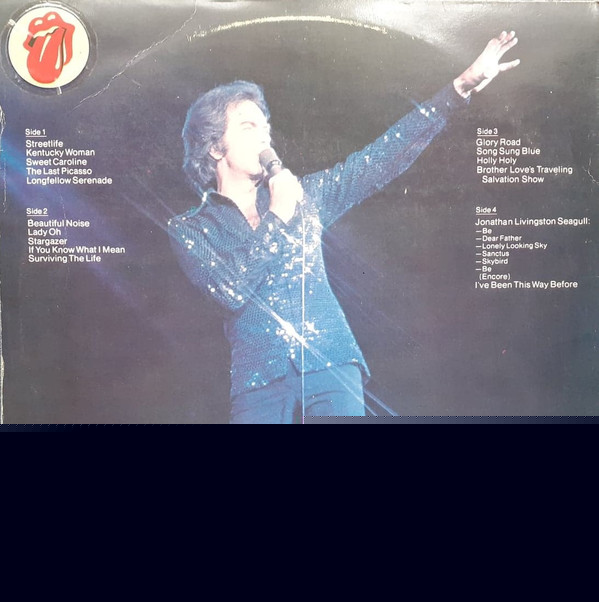 Side 1
Streetlife
Kentucky Woman
Sweet Caroline
The Last Picasso
Longfellow Serenade
Side 2
Beautiful Noise
Lady Oh
Stargazer
If You Know What I Mean
Surviving The Life
Side 3
Glory Road
Song Sung Blue
Holly Holy
Brother Love's Traveling
Salvation Show
Side 4
Jonathan Livingston Seagull:
—Be
—Dear Father
—Lonely Looking Sky
—Sanctus
—Skybird
—Be
(Encore)
I've Been This Way Before